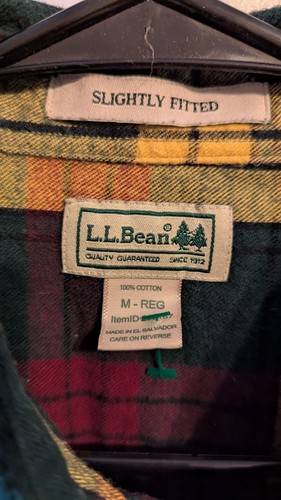 SLIGHTLY FITTED
L.L.Bean®
QUALITY GUARANTEED SINCE 1912
100% COTTON
M - REG
ItemID:
MADE IN EL SALVADOR
CARE ON REVERSE